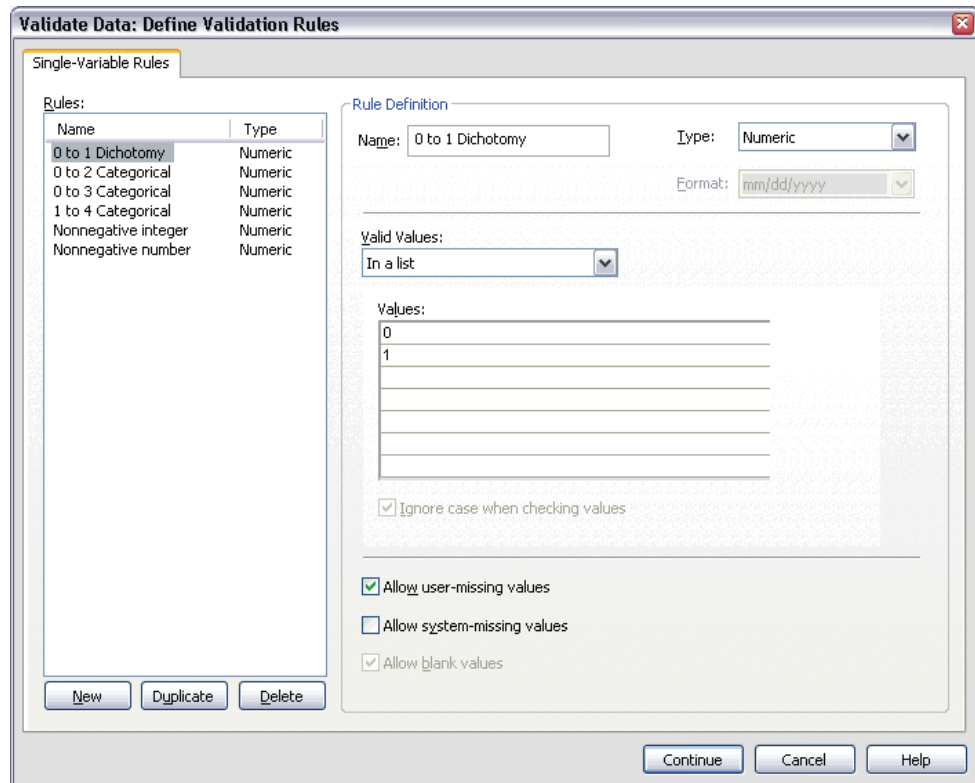 Validate Data: Define Validation Rules
Single-Variable Rules
Rules:
Name Type
0 to 1 Dichotomy Numeric
0 to 2 Categorical Numeric
0 to 3 Categorical Numeric
1 to 4 Categorical Numeric
Nonnegative integer Numeric
Nonnegative number Numeric
New Duplicate Delete
Rule Definition
Name: 0 to 1 Dichotomy Type: Numeric
Format: mm/dd/yyyy
Valid Values:
In a list
Values:
0
1
Ignore case when checking values
Allow user-missing values
Allow system-missing values
Allow blank values
Continue Cancel Help